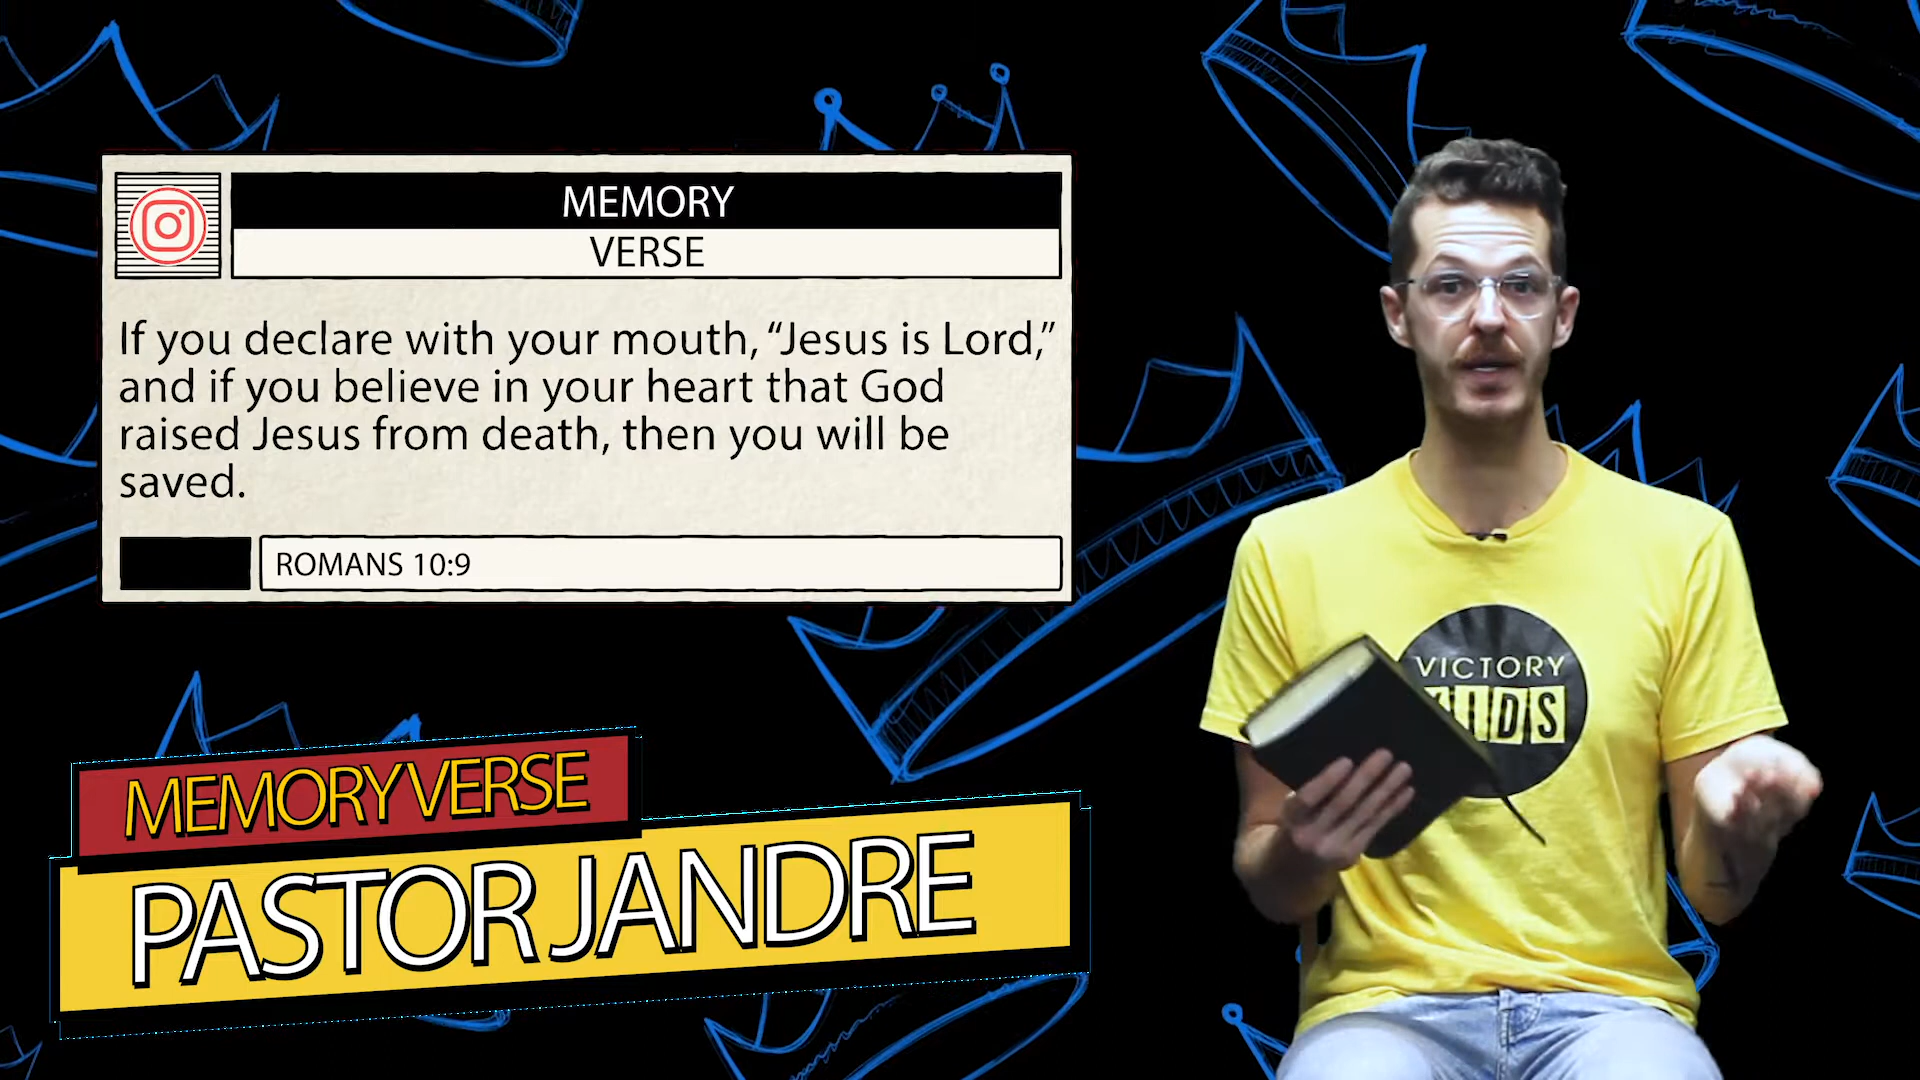 MEMORY
VERSE
If you declare with your mouth, “Jesus is Lord,”
and if you believe in your heart that God
raised Jesus from death, then you will be
saved.
ROMANS 10:9
VICTORY
KIDS
MEMORY VERSE
PASTOR JANDRE